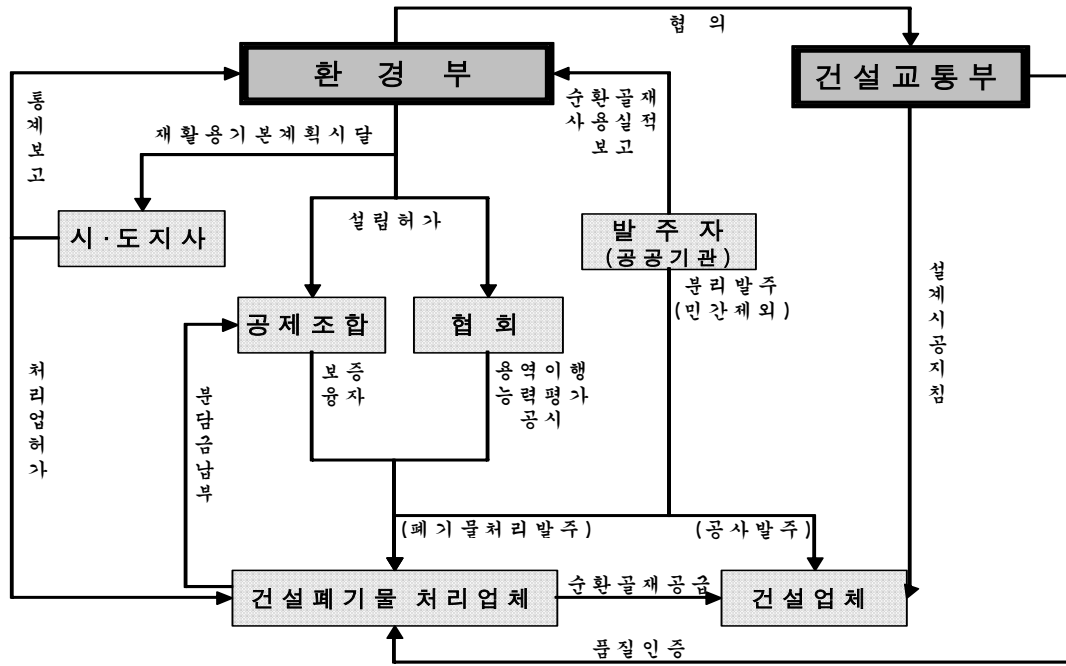 협 의
환 경 부
건설교통부
통계보고
순환골재
사용실적
보고
재활용기본계획시달
설립허가
시·도지사
발 주 자
(공공기관)
분리발주
(민간제외)
설계시공지침
공제조합
협 회
보증
융자
용역이행
능력평가
공시
처리업허가
분담금납부
(폐기물처리발주)
(공사발주)
건설폐기물 처리업체
순환골재공급
건설업체
품질인증